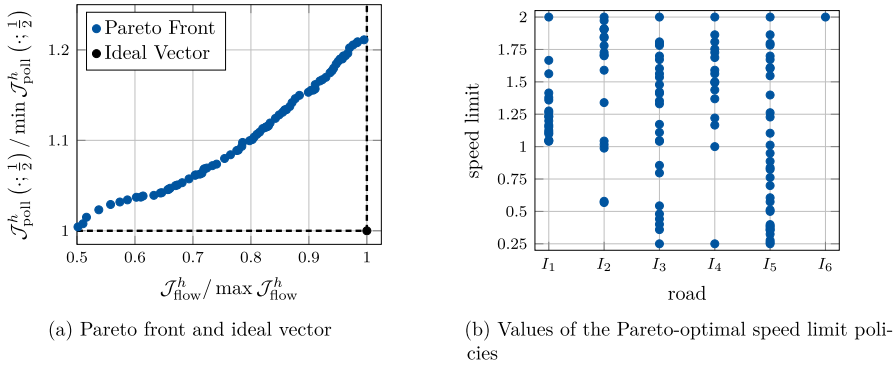 Pareto Front
Ideal Vector
1.2
1.1
1
0.5 0.6 0.7 0.8 0.9 1
𝒥^h_poll (·; 1/2) / min 𝒥^h_poll (·; 1/2)
𝒥^h_flow / max 𝒥^h_flow
(a) Pareto front and ideal vector
2
1.75
1.5
1.25
1
0.75
0.5
0.25
speed limit
I₁ I₂ I₃ I₄ I₅ I₆
road
(b) Values of the Pareto-optimal speed limit poli-
cies